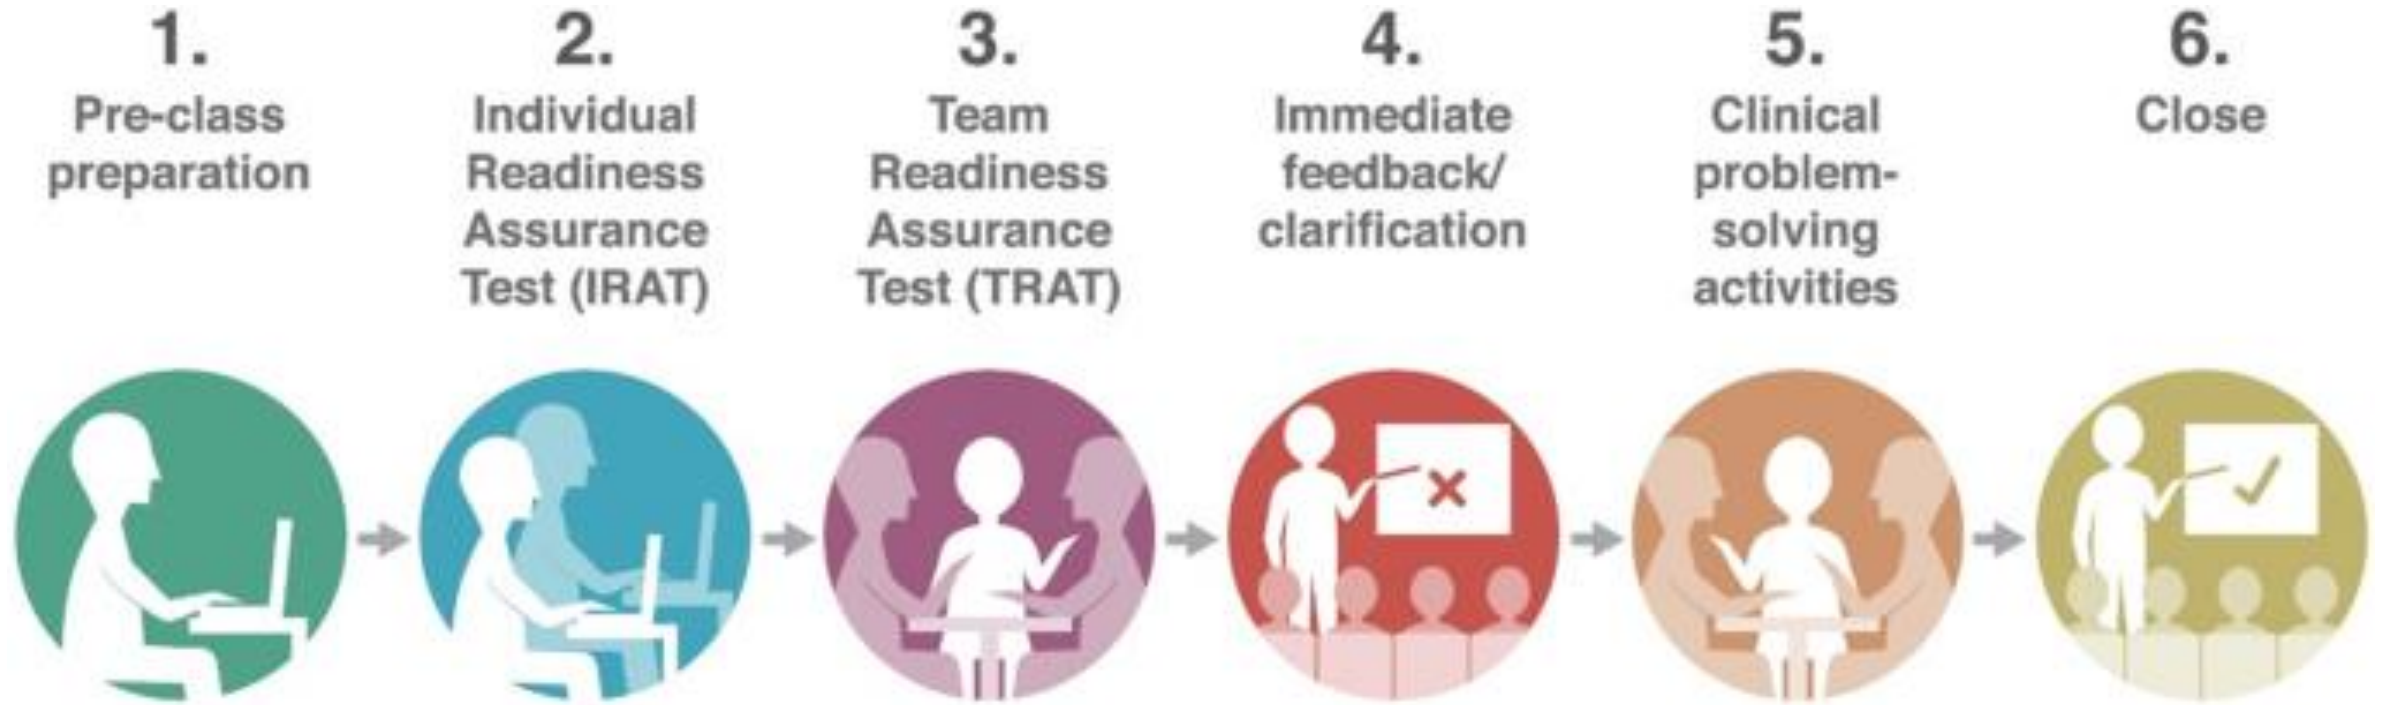 1.
Pre-class
preparation
2.
Individual
Readiness
Assurance
Test (IRAT)
3.
Team
Readiness
Assurance
Test (TRAT)
4.
Immediate
feedback/
clarification
5.
Clinical
problem-
solving
activities
6.
Close